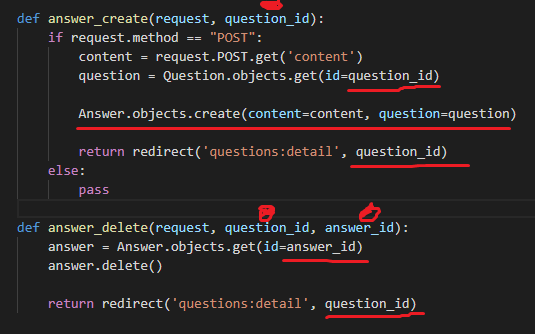 def answer_create(request, question_id):
    if request.method == "POST":
        content = request.POST.get('content')
        question = Question.objects.get(id=question_id)
        Answer.objects.create(content=content, question=question)
        return redirect('questions:detail', question_id)
    else:
        pass
def answer_delete(request, question_id, answer_id):
    answer = Answer.objects.get(id=answer_id)
    answer.delete()
    return redirect('questions:detail', question_id)